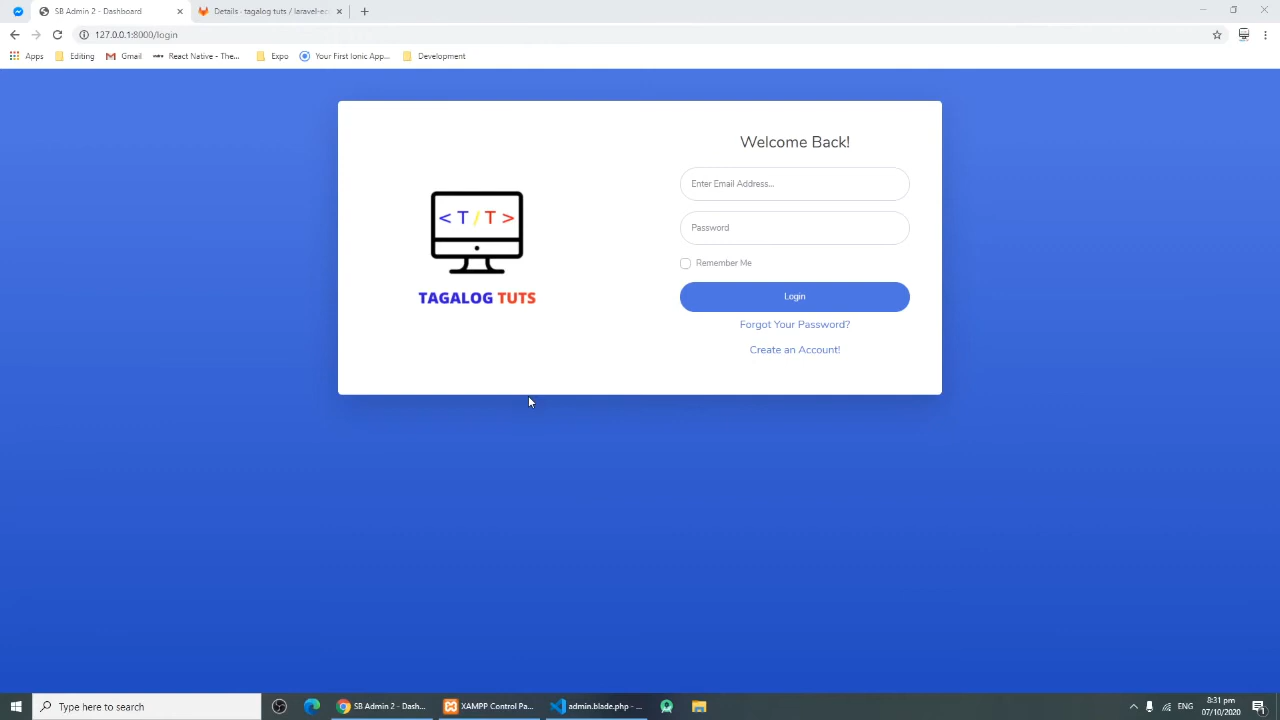 SB Admin 2 - Dashboard
Details - tagalog tuts / laravel-ec
127.0.0.1:8000/login
Apps
Editing
Gmail
React Native - The...
Expo
Your First Ionic App...
Development
Welcome Back!
Enter Email Address...
Password
Remember Me
Login
Forgot Your Password?
Create an Account!
< T / T >
TAGALOG TUTS
Type here to search
SB Admin 2 - Dash...
XAMPP Control Pa...
admin.blade.php - ...
ENG
8:31 pm
07/10/2020